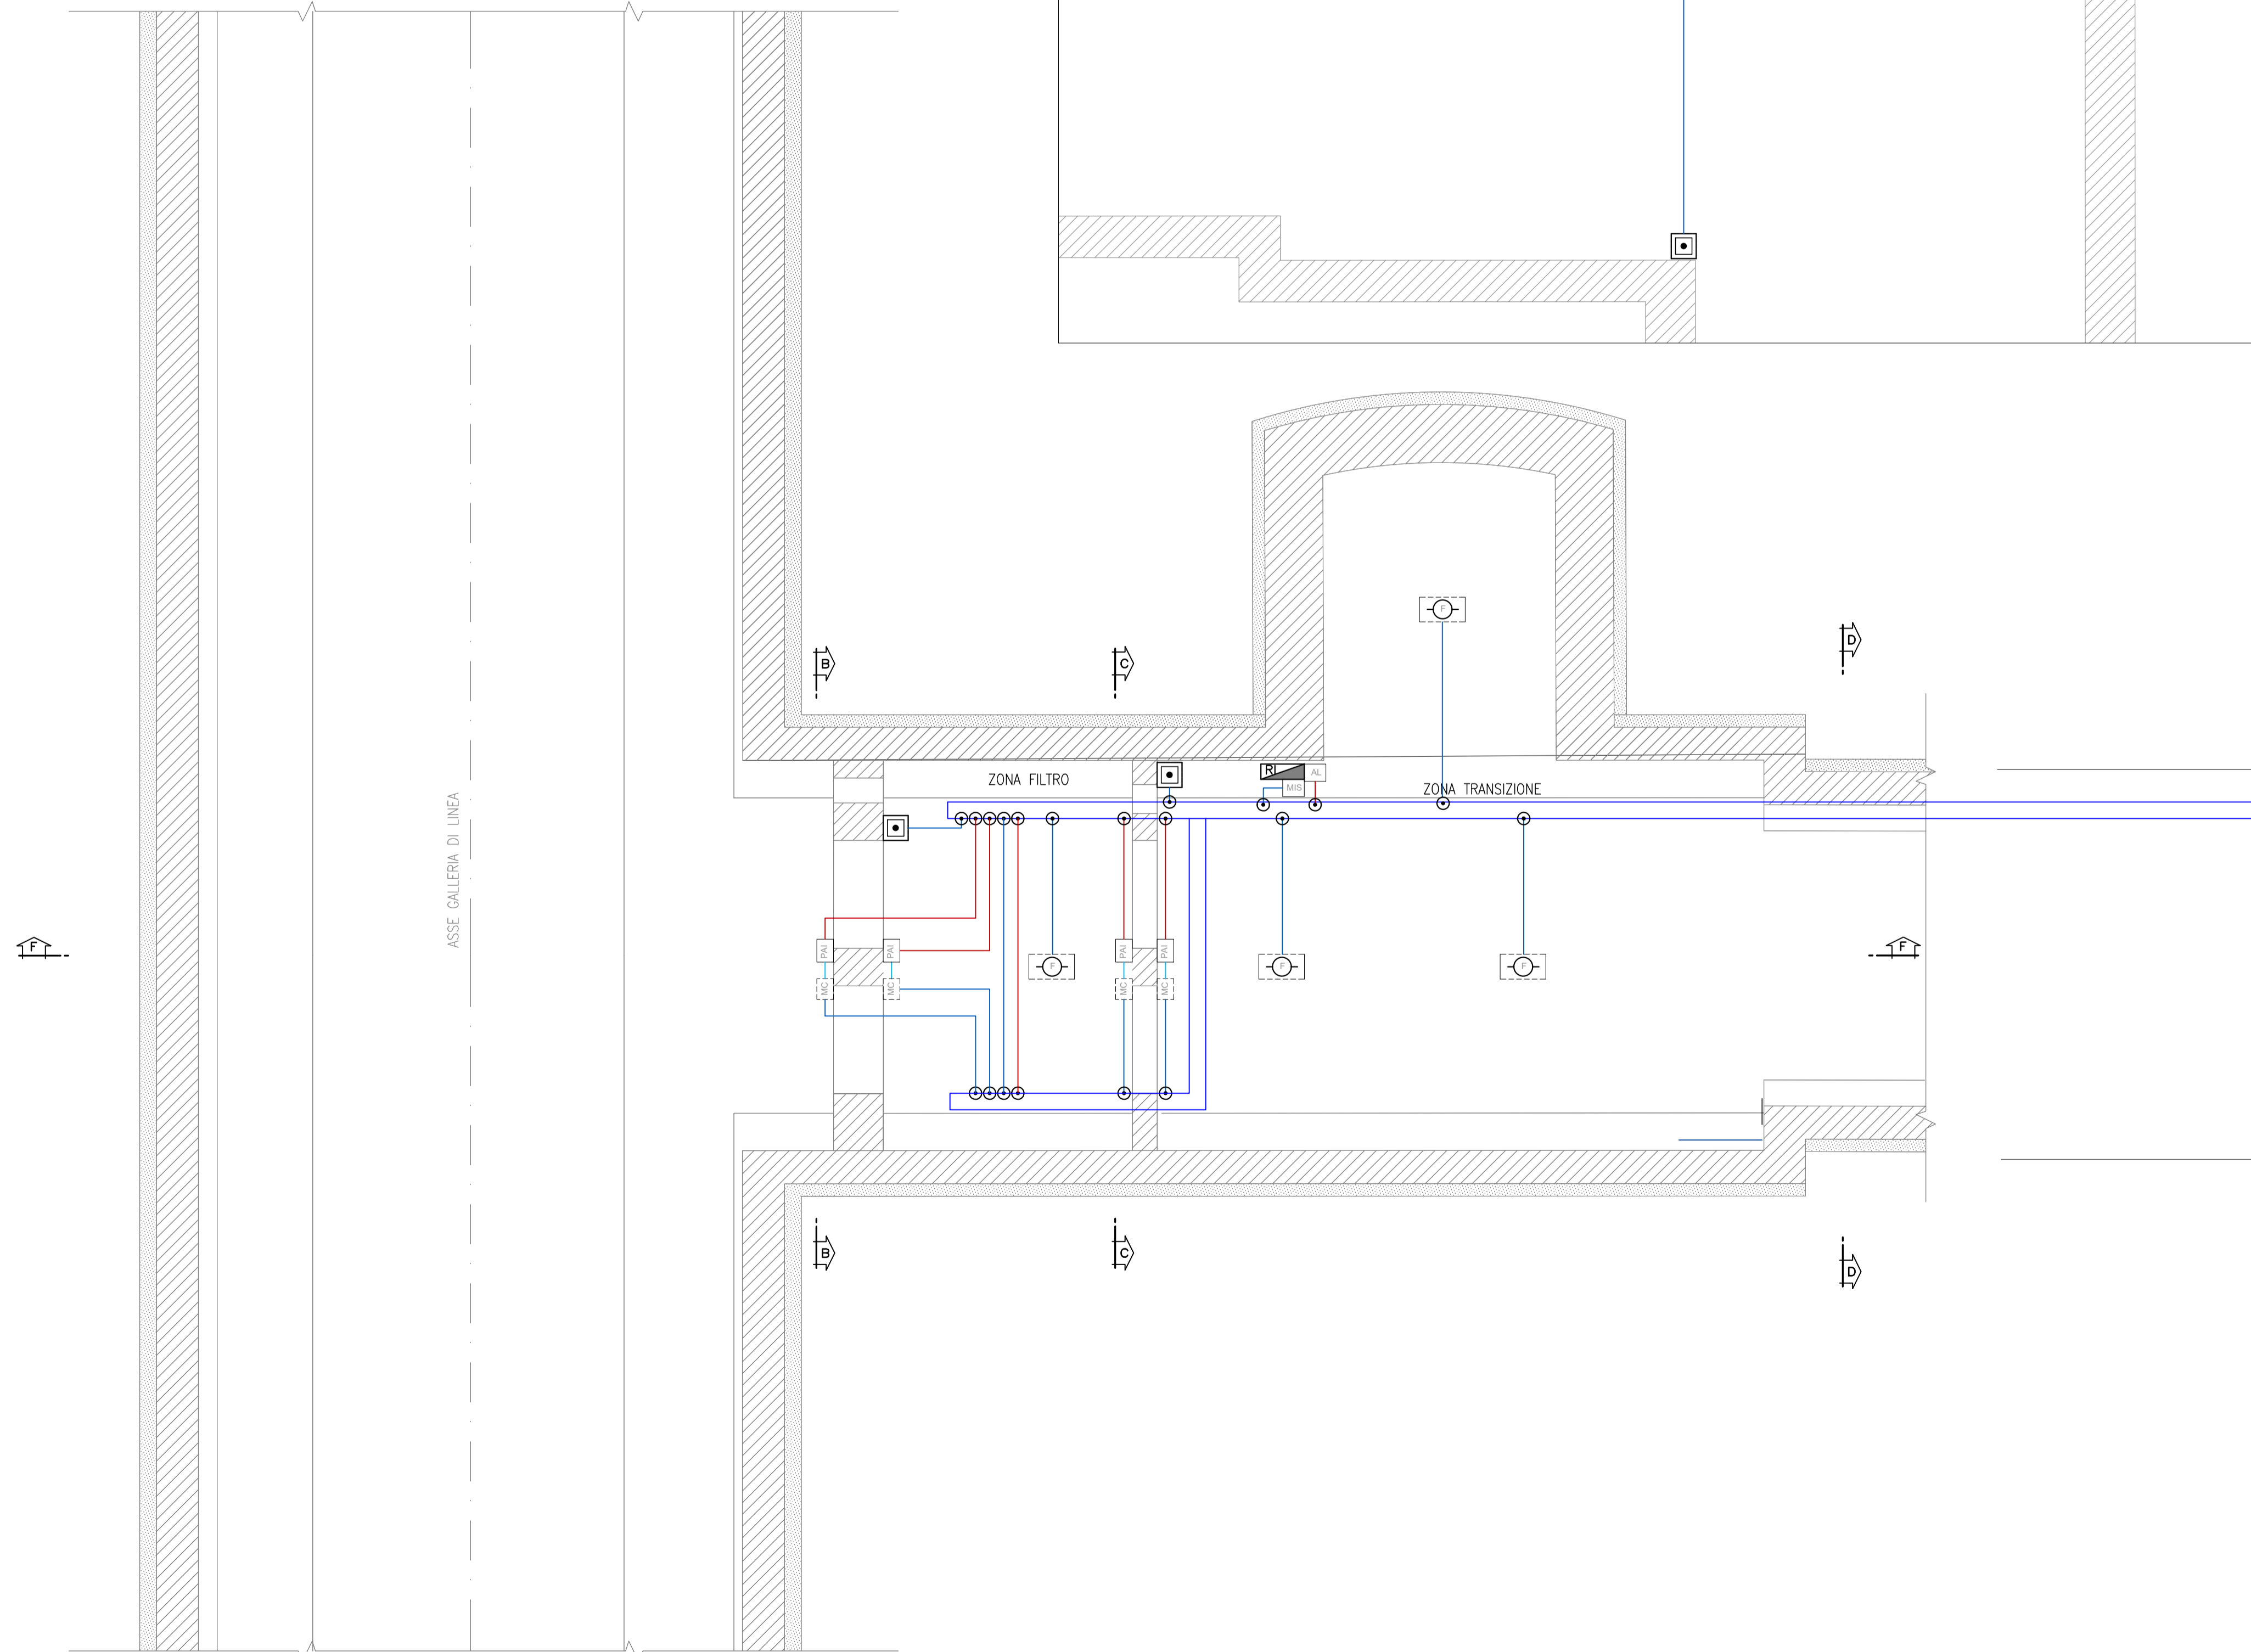 F
B
C
D
ZONA FILTRO
RI
AL
MIS
ZONA TRANSIZIONE
ASSE GALLERIA DI LINEA
F
PAI
PAI
PAI
PAI
F
F
F
F
MC
MC
MC
MC
B
C
D